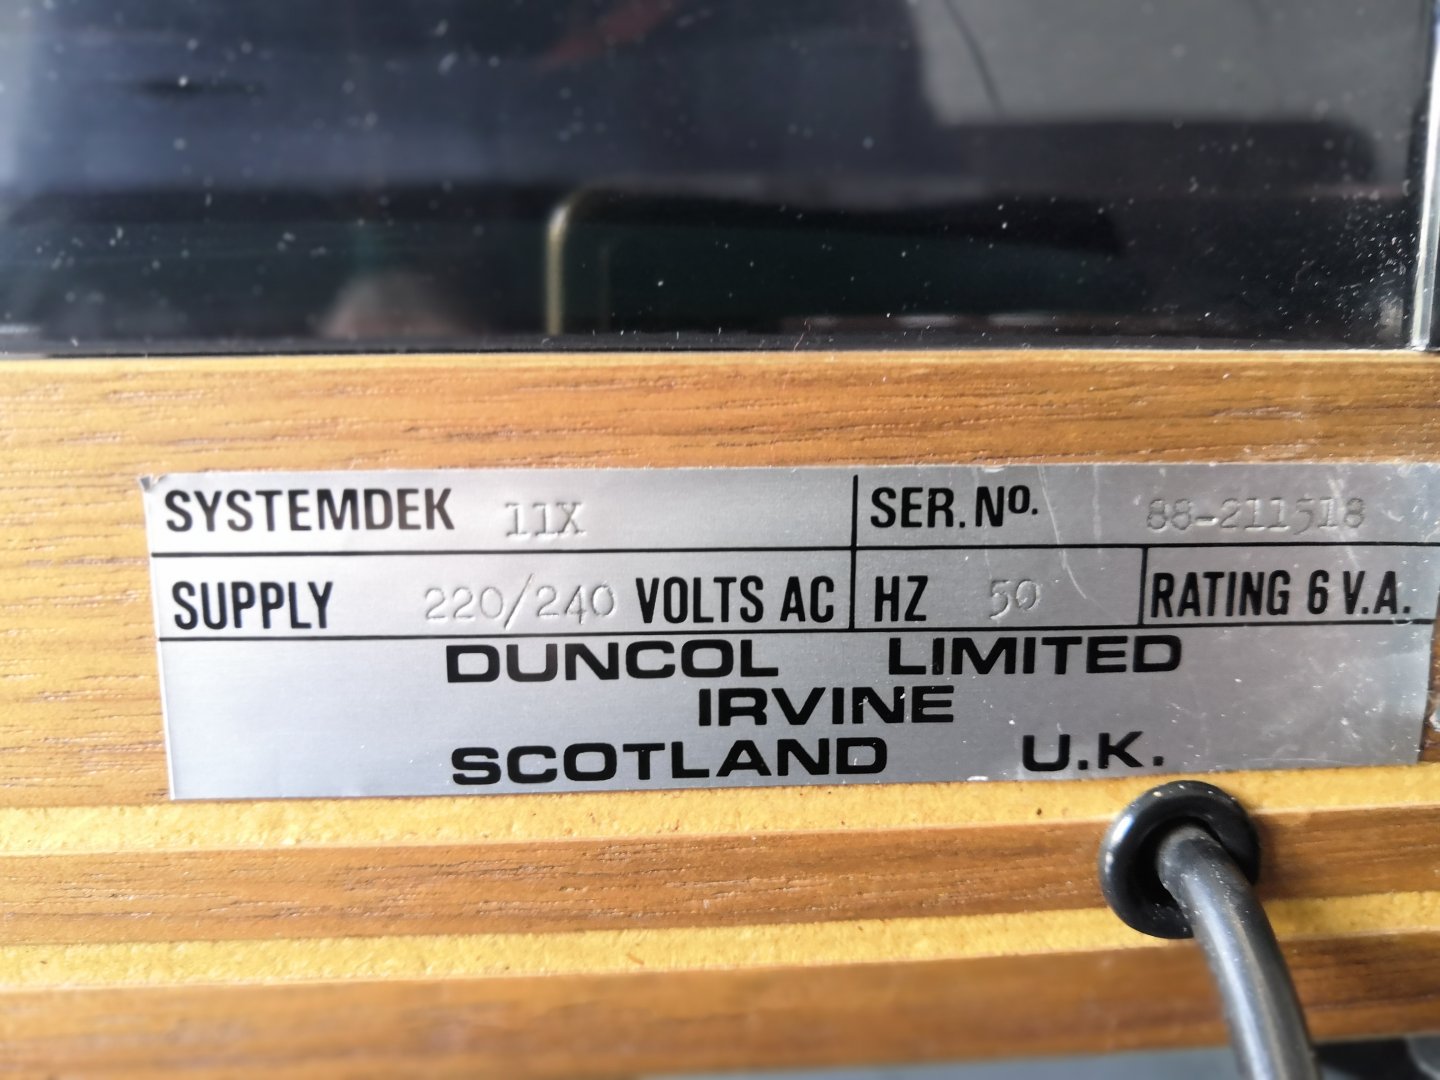 SYSTEMDEK 11X SER. No. 88-211518
SUPPLY 220/240 VOLTS AC HZ 50 RATING 6 V.A.
DUNCOL LIMITED
IRVINE
SCOTLAND U.K.